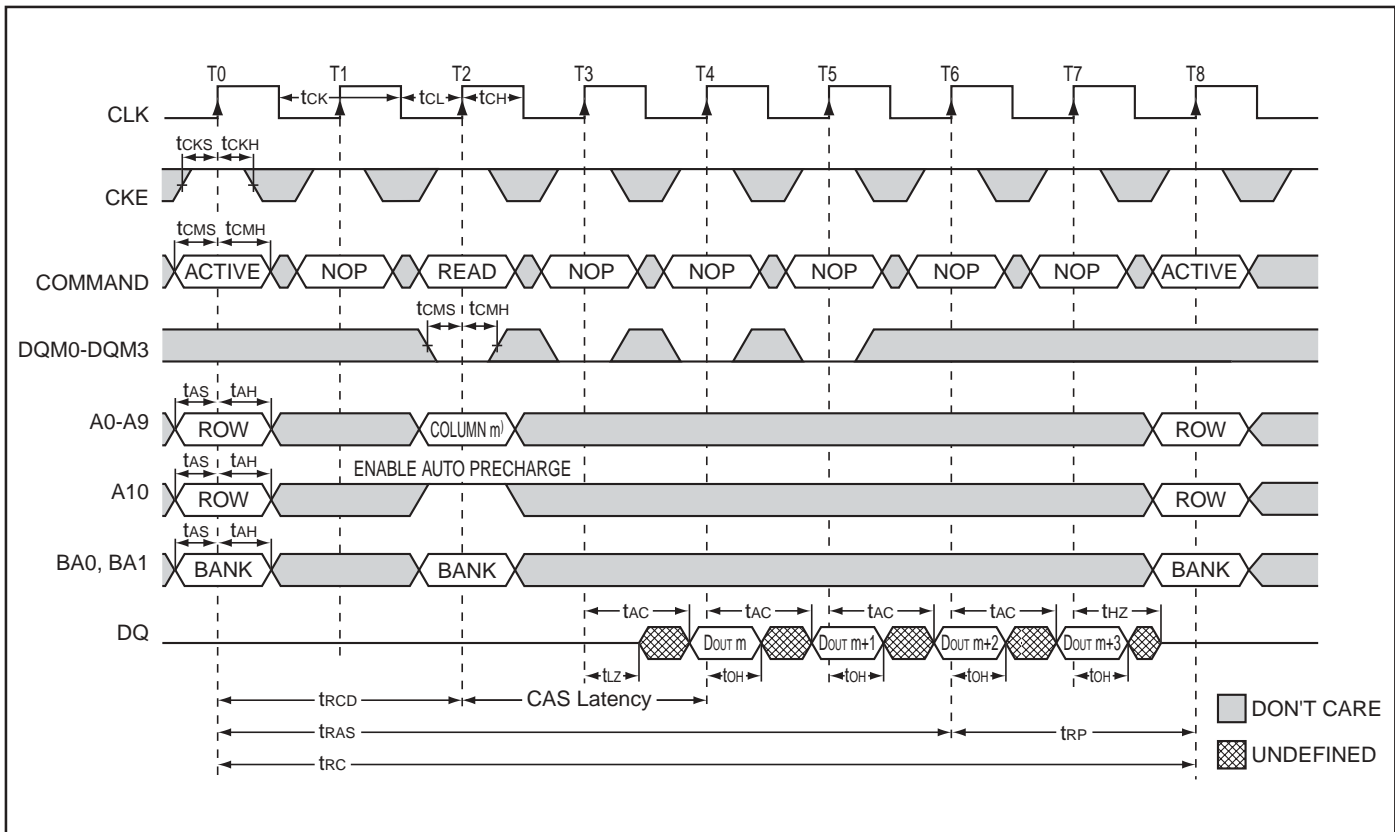 T0 T1 T2 T3 T4 T5 T6 T7 T8
CLK tCK tCL tCH
tCKS tCKH
CKE
tCMS tCMH
COMMAND ACTIVE NOP READ NOP NOP NOP NOP NOP ACTIVE
tCMS tCMH
DQM0-DQM3
tAS tAH
A0-A9 ROW COLUMN m) ROW
tAS tAH ENABLE AUTO PRECHARGE
A10 ROW ROW
tAS tAH
BA0, BA1 BANK BANK BANK
tAC tAC tAC tAC tHZ
DQ DOUT m DOUT m+1 DOUT m+2 DOUT m+3
tLZ tOH tOH tOH tOH
tRCD CAS Latency
DON'T CARE
tRAS tRP
UNDEFINED
tRC